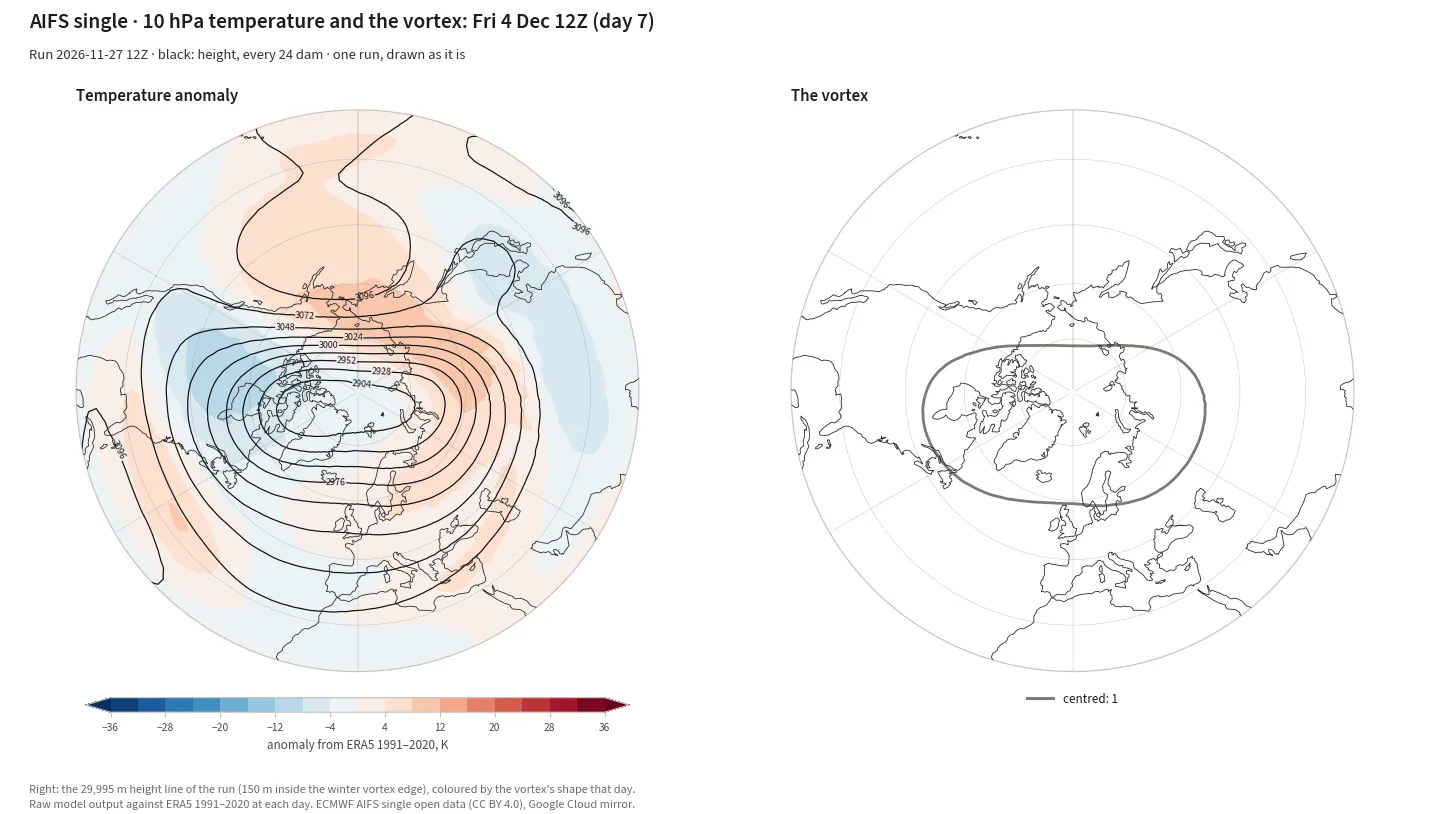 AIFS single · 10 hPa temperature and the vortex: Fri 4 Dec 12Z (day 7)
Run 2026-11-27 12Z · black: height, every 24 dam · one run, drawn as it is
Temperature anomaly
The vortex
3096
3096
3096
3072
3048
3024
3000
2952
2928
2904
3096
2976
centred: 1
−36 −28 −20 −12 −4 4 12 20 28 36
anomaly from ERA5 1991–2020, K
Right: the 29,995 m height line of the run (150 m inside the winter vortex edge), coloured by the vortex's shape that day.
Raw model output against ERA5 1991–2020 at each day. ECMWF AIFS single open data (CC BY 4.0), Google Cloud mirror.